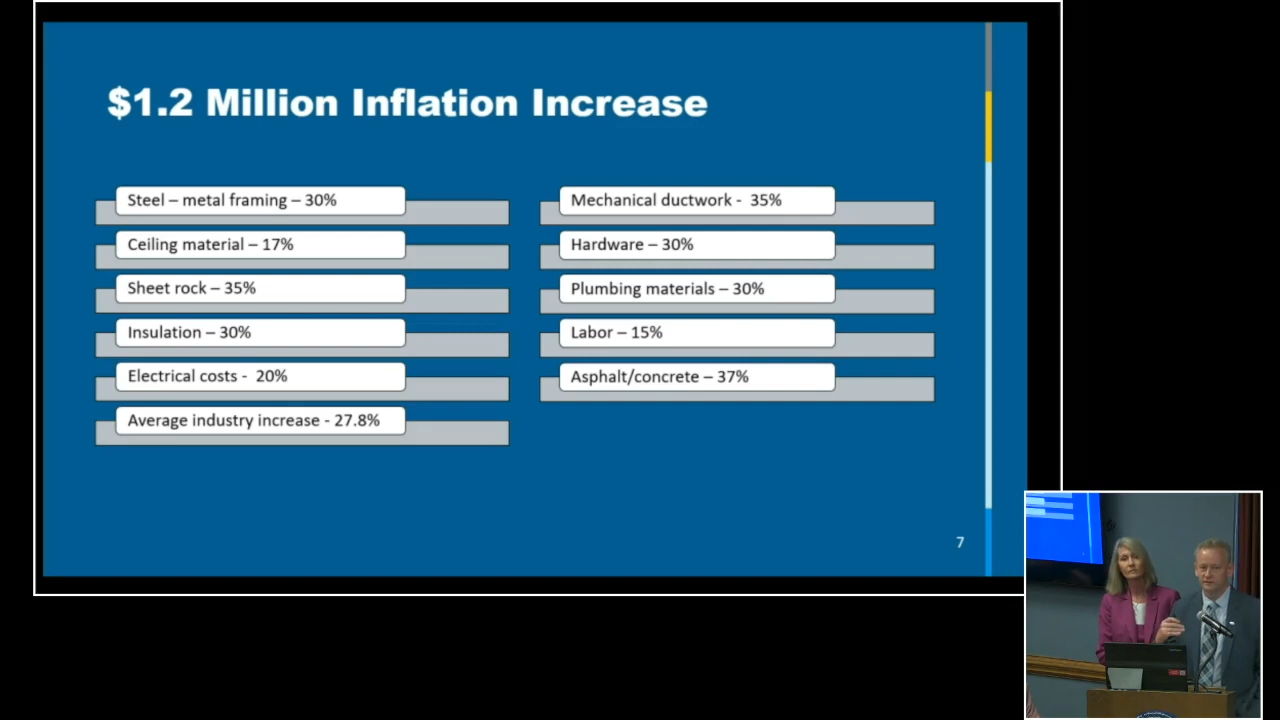 $1.2 Million Inflation Increase
Steel – metal framing – 30%
Ceiling material – 17%
Sheet rock – 35%
Insulation – 30%
Electrical costs -  20%
Average industry increase - 27.8%
Mechanical ductwork -  35%
Hardware – 30%
Plumbing materials – 30%
Labor – 15%
Asphalt/concrete – 37%
7